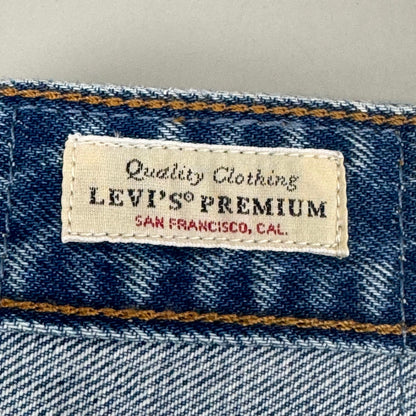 Quality Clothing
LEVI'S® PREMIUM
SAN FRANCISCO, CAL.